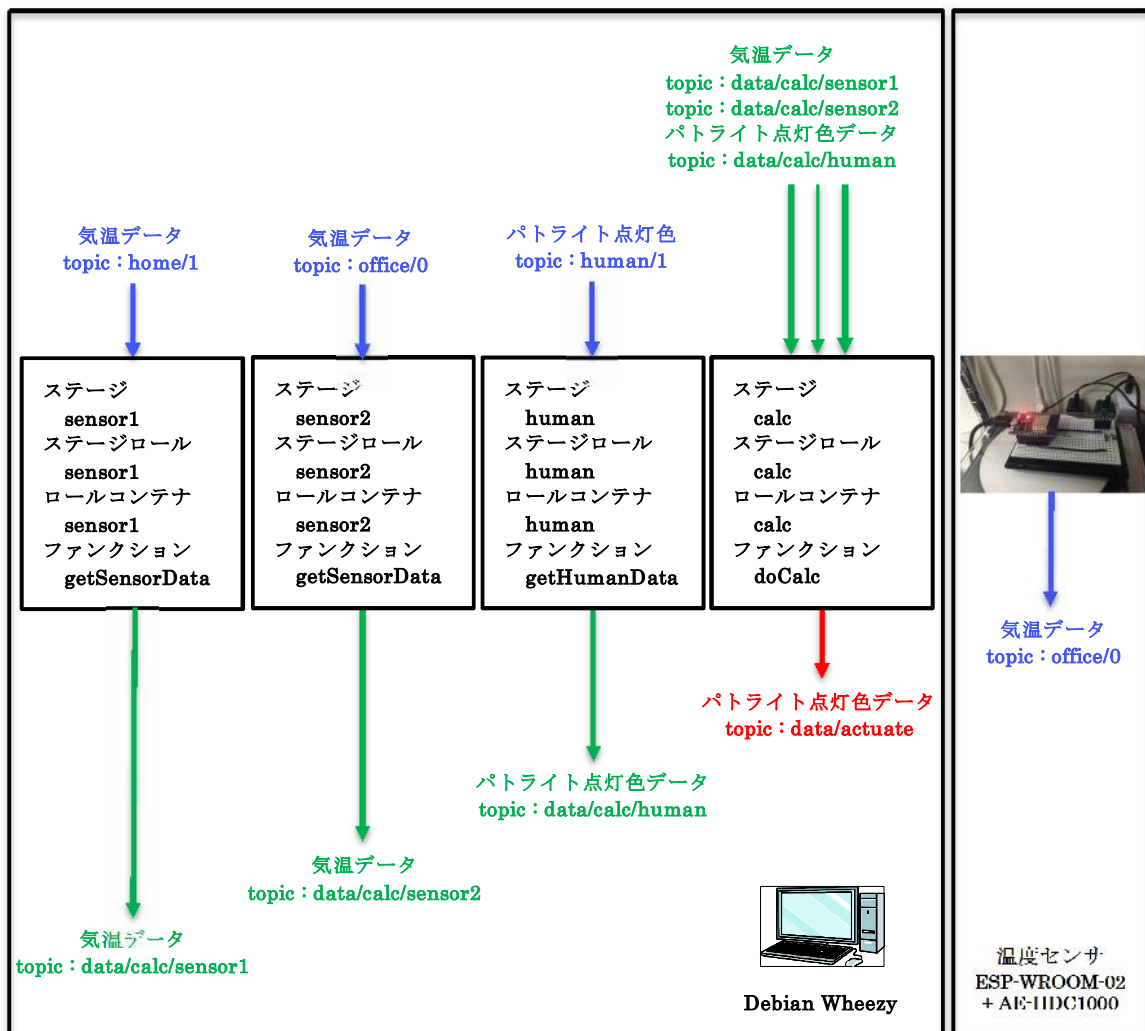 気温データ
topic：data/calc/sensor1
topic：data/calc/sensor2
パトライト点灯色データ
topic：data/calc/human
気温データ
topic：home/1
気温データ
topic：office/0
パトライト点灯色
topic：human/1
ステージ
sensor1
ステージロール
sensor1
ロールコンテナ
sensor1
ファンクション
getSensorData
ステージ
sensor2
ステージロール
sensor2
ロールコンテナ
sensor2
ファンクション
getSensorData
ステージ
human
ステージロール
human
ロールコンテナ
human
ファンクション
getHumanData
ステージ
calc
ステージロール
calc
ロールコンテナ
calc
ファンクション
doCalc
気温データ
topic：office/0
パトライト点灯色データ
topic：data/actuate
パトライト点灯色データ
topic：data/calc/human
気温データ
topic：data/calc/sensor2
気温データ
topic：data/calc/sensor1
Debian Wheezy
温度センサ
ESP-WROOM-02
+ AE-HDC1000